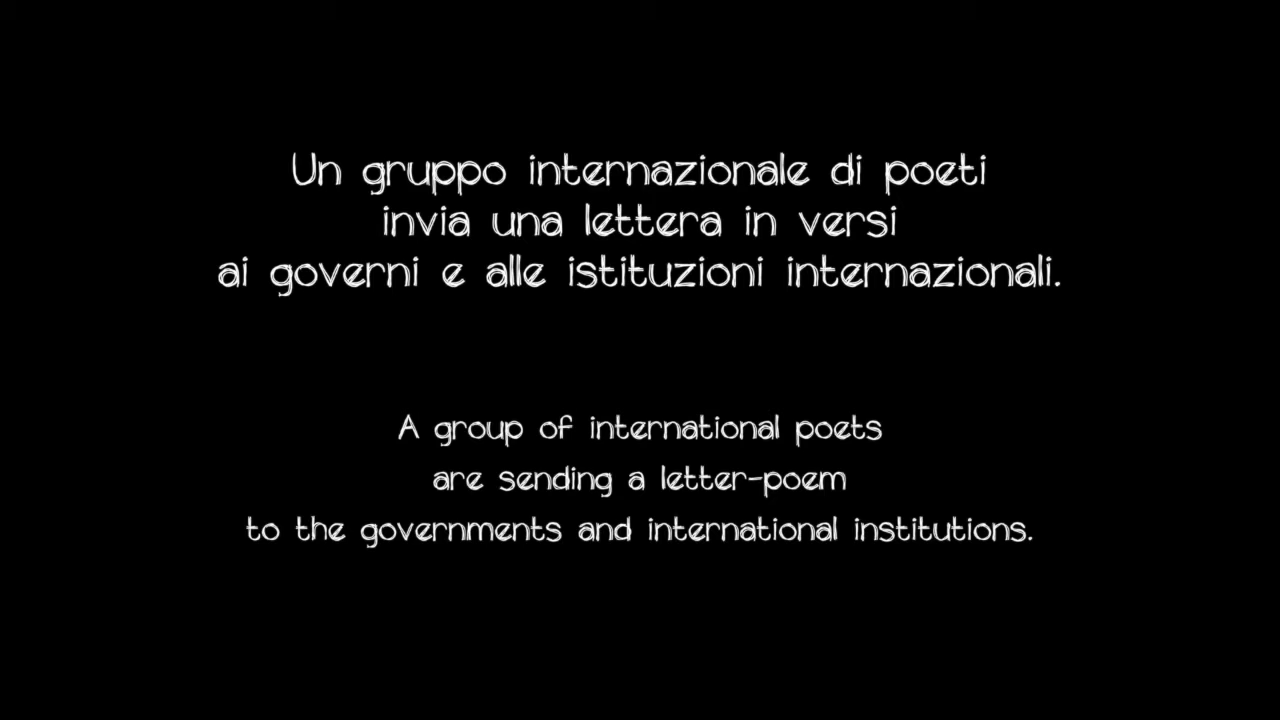 Un gruppo internazionale di poeti
invia una lettera in versi
ai governi e alle istituzioni internazionali.
A group of international poets
are sending a letter-poem
to the governments and international institutions.